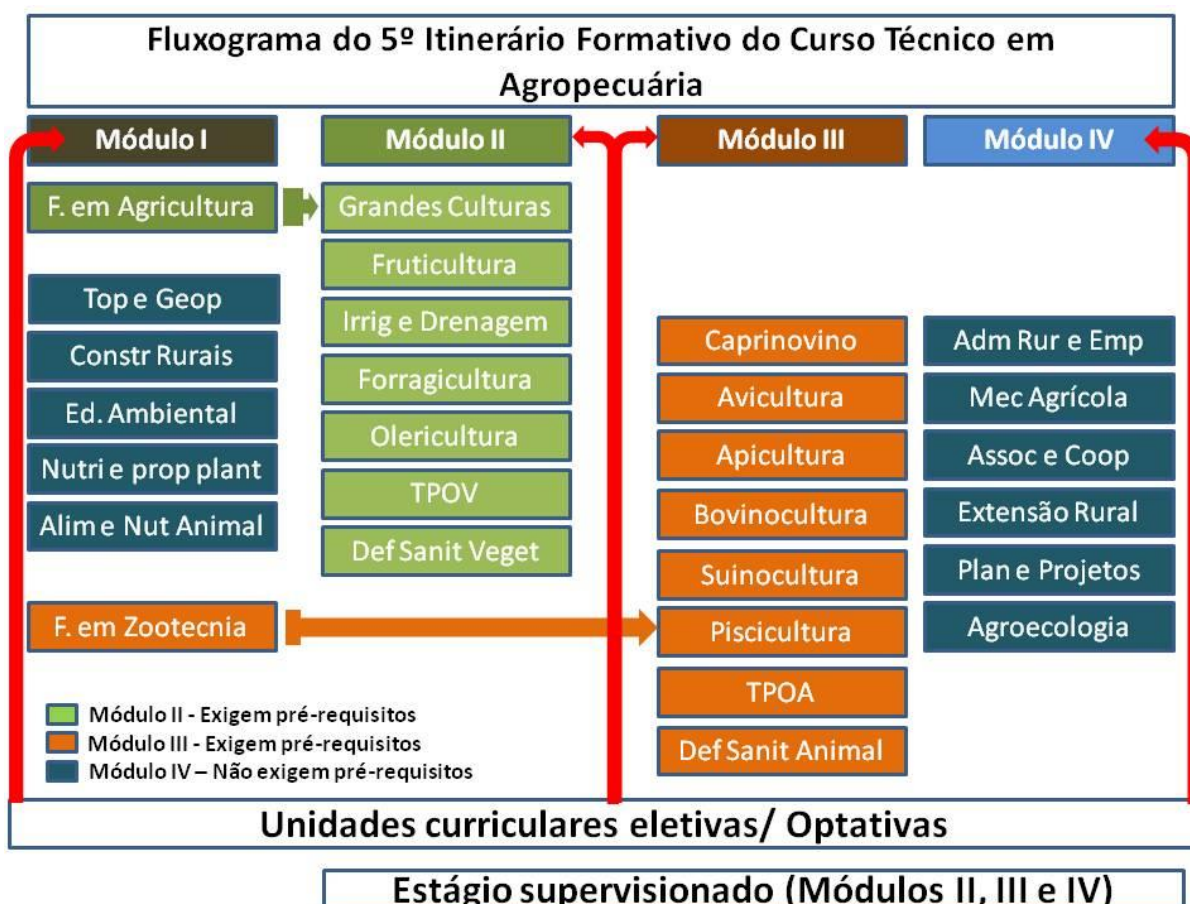 Fluxograma do 5º Itinerário Formativo do Curso Técnico em
Agropecuária
Módulo I
Módulo II
Módulo III
Módulo IV
F. em Agricultura
Top e Geop
Constr Rurais
Ed. Ambiental
Nutri e prop plant
Alim e Nut Animal
F. em Zootecnia
Grandes Culturas
Fruticultura
Irrig e Drenagem
Forragicultura
Olericultura
TPOV
Def Sanit Veget
Caprinovino
Avicultura
Apicultura
Bovinocultura
Suinocultura
Piscicultura
TPOA
Def Sanit Animal
Adm Rur e Emp
Mec Agrícola
Assoc e Coop
Extensão Rural
Plan e Projetos
Agroecologia
Módulo II - Exigem pré-requisitos
Módulo III - Exigem pré-requisitos
Módulo IV – Não exigem pré-requisitos
Unidades curriculares eletivas/ Optativas
Estágio supervisionado (Módulos II, III e IV)